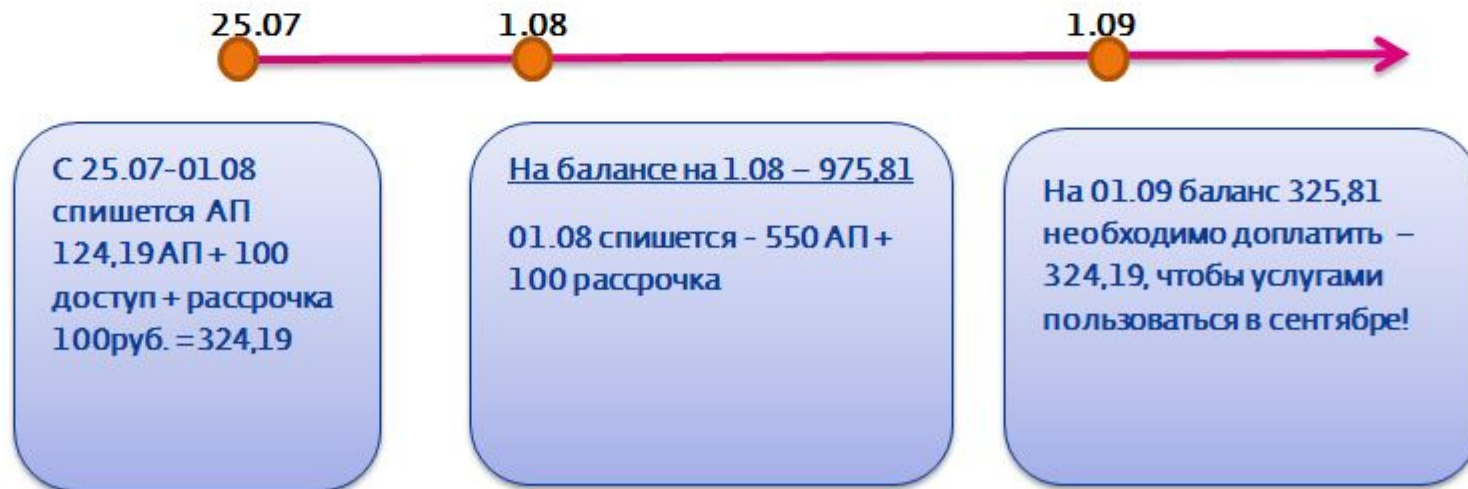 25.07
1.08
1.09
С 25.07-01.08
спишется АП
124,19АП + 100
доступ + рассрочка
100руб. =324,19
На балансе на 1.08 – 975,81
01.08 спишется - 550 АП +
100 рассрочка
На 01.09 баланс 325,81
необходимо доплатить –
324,19, чтобы услугами
пользоваться в сентябре!